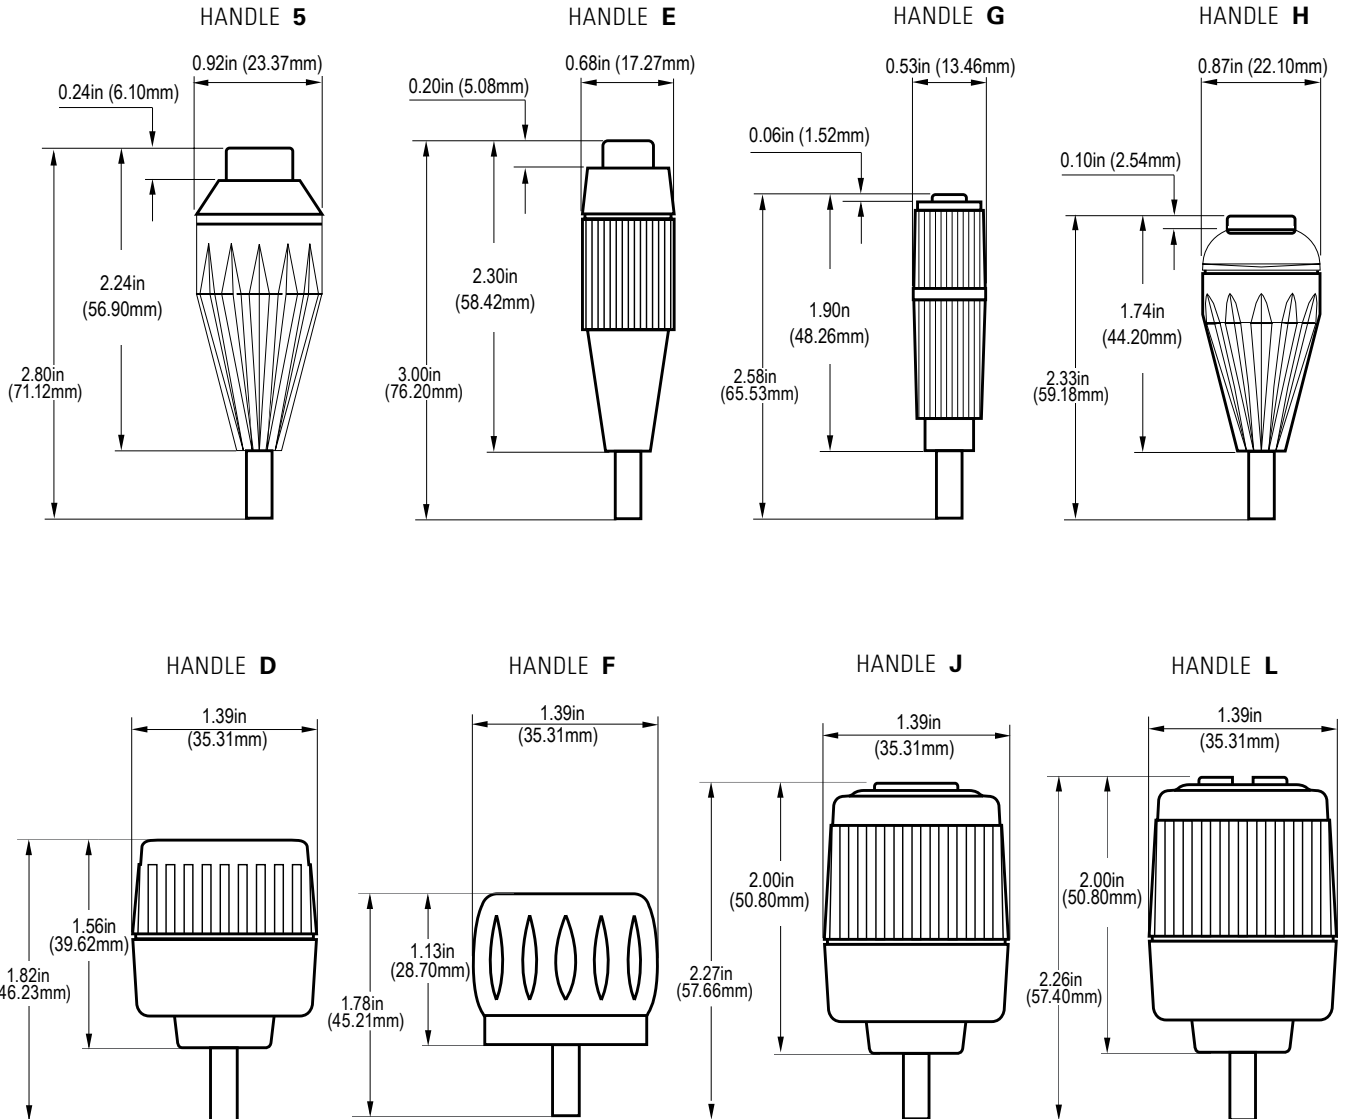 HANDLE 5
0.92in (23.37mm)
0.24in (6.10mm)
2.24in
(56.90mm)
2.80in
(71.12mm)
HANDLE E
0.68in (17.27mm)
0.20in (5.08mm)
2.30in
(58.42mm)
3.00in
(76.20mm)
HANDLE G
0.53in (13.46mm)
0.06in (1.52mm)
1.90in
(48.26mm)
2.58in
(65.53mm)
HANDLE H
0.87in (22.10mm)
0.10in (2.54mm)
1.74in
(44.20mm)
2.33in
(59.18mm)
HANDLE D
1.39in
(35.31mm)
1.56in
(39.62mm)
1.82in
46.23mm)
HANDLE F
1.39in
(35.31mm)
1.13in
(28.70mm)
1.78in
(45.21mm)
HANDLE J
1.39in
(35.31mm)
2.00in
(50.80mm)
2.27in
(57.66mm)
HANDLE L
1.39in
(35.31mm)
2.00in
(50.80mm)
2.26in
(57.40mm)